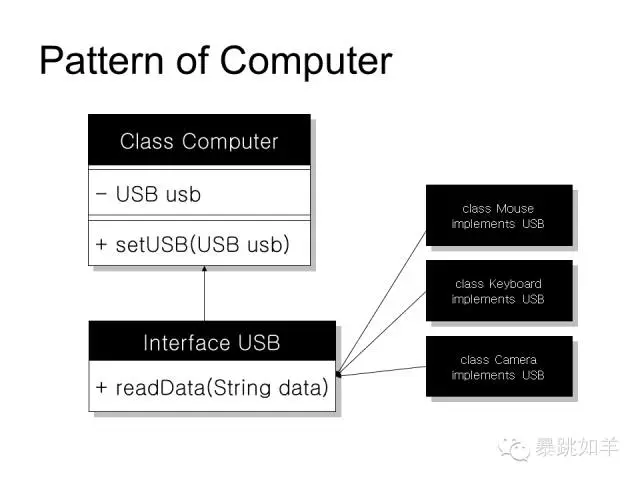 Pattern of Computer
Class Computer
- USB usb
+ setUSB(USB usb)
Interface USB
+ readData(String data)
class Mouse
implements USB
class Keyboard
implements USB
class Camera
implements USB
暴跳如羊